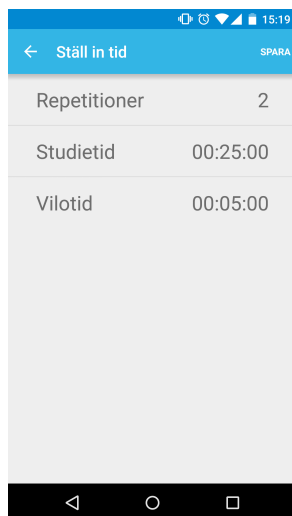 15:19
Ställ in tid SPARA
Repetitioner 2
Studietid 00:25:00
Vilotid 00:05:00